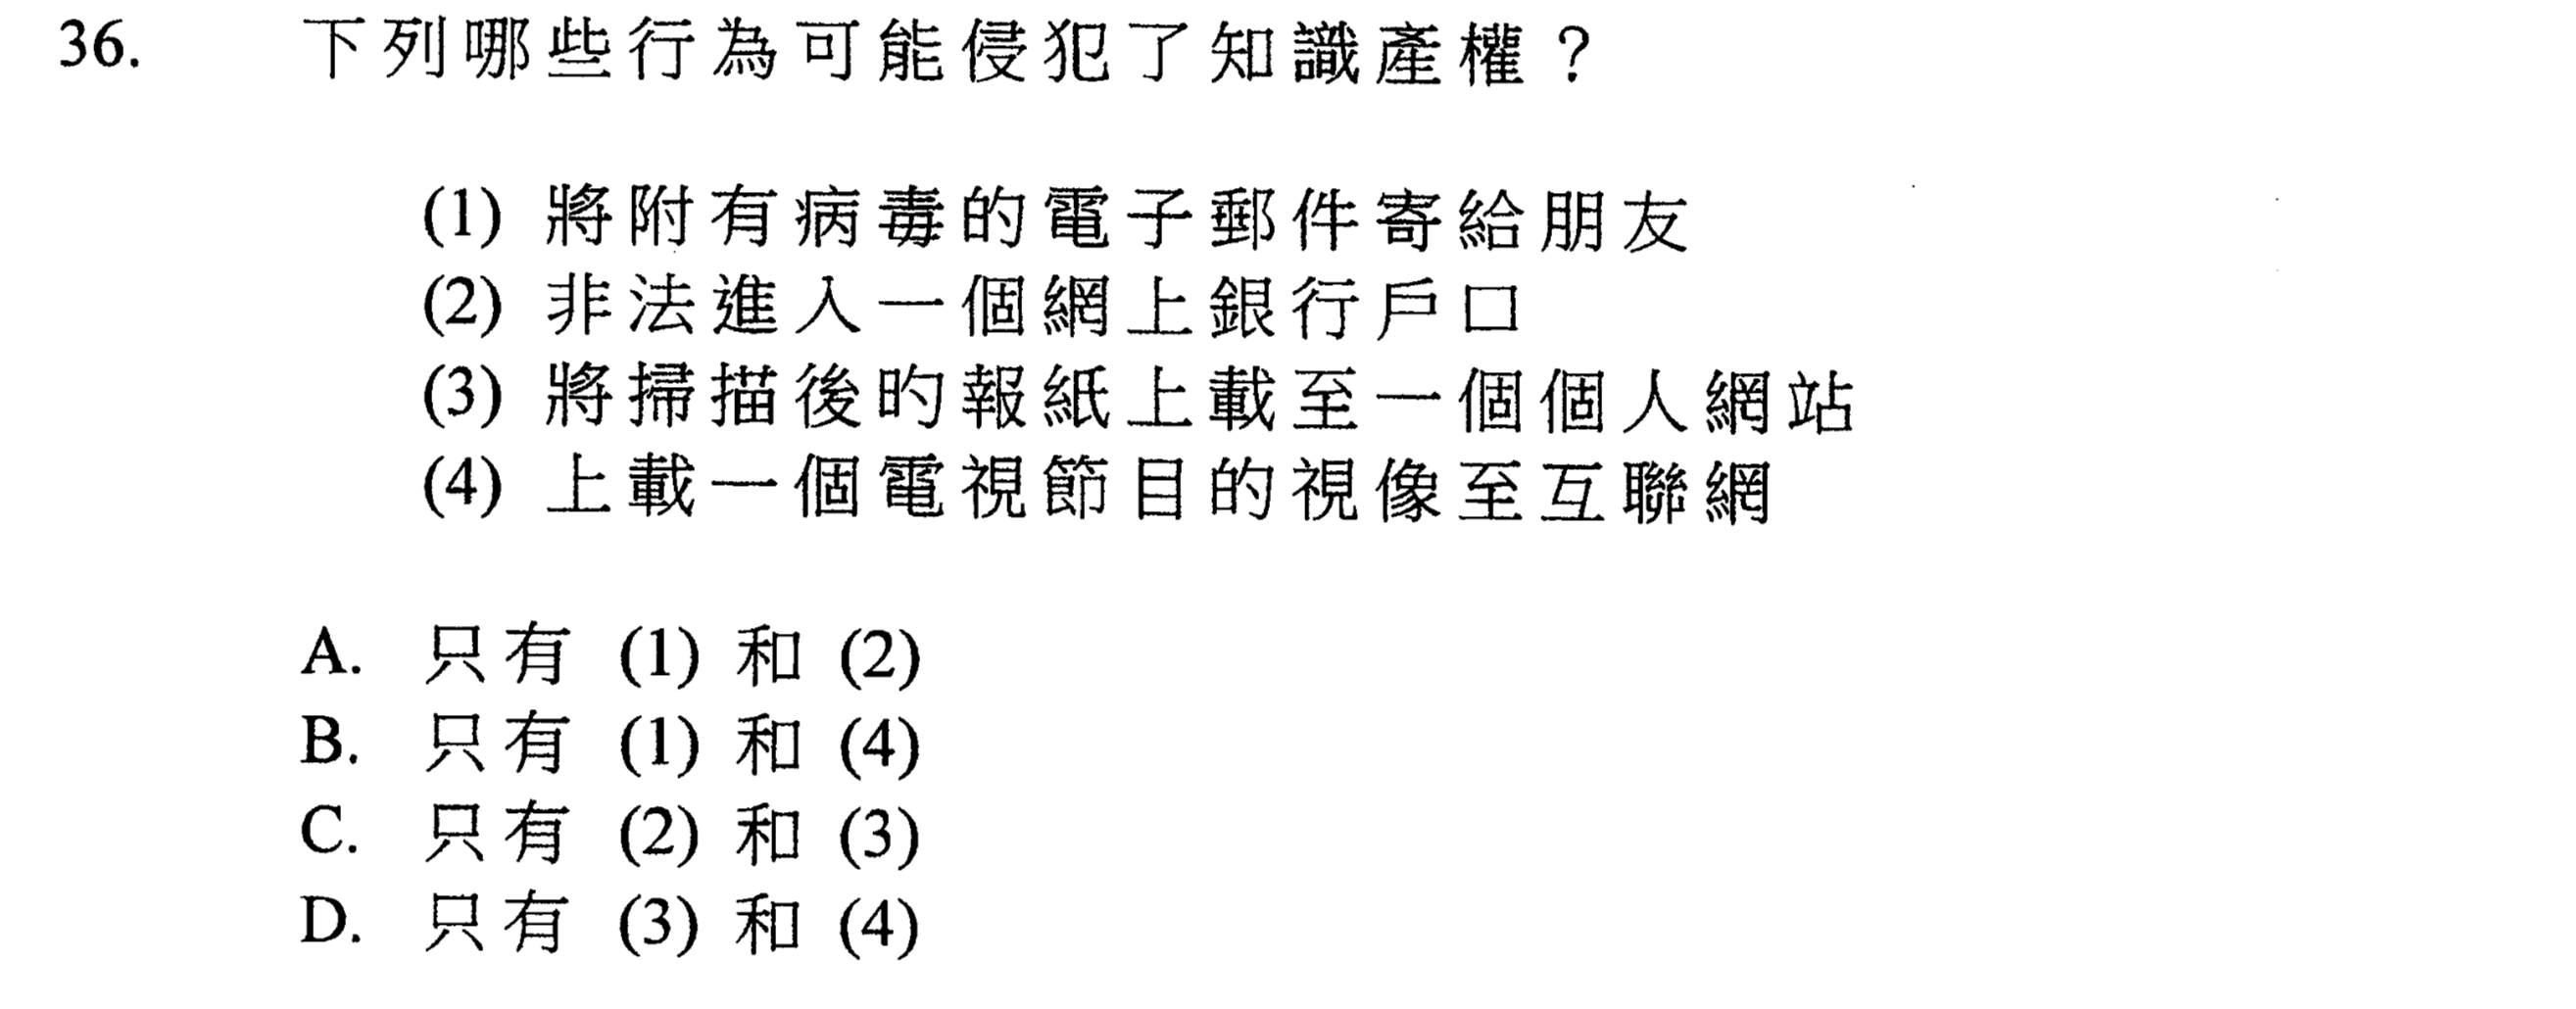 36. 下列哪些行為可能侵犯了知識產權？
(1) 將附有病毒的電子郵件寄給朋友
(2) 非法進入一個網上銀行戶口
(3) 將掃描後的報紙上載至一個個人網站
(4) 上載一個電視節目的視像至互聯網
A. 只有 (1) 和 (2)
B. 只有 (1) 和 (4)
C. 只有 (2) 和 (3)
D. 只有 (3) 和 (4)